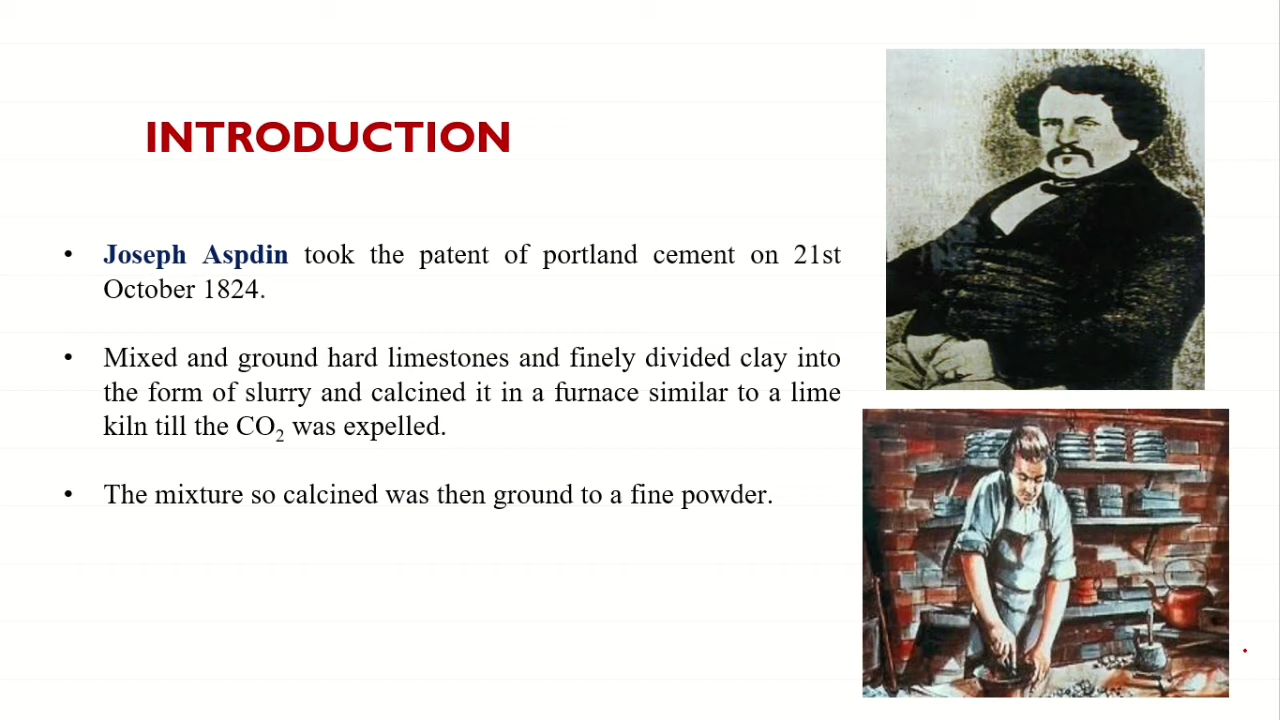 INTRODUCTION
• Joseph Aspdin took the patent of portland cement on 21st
October 1824.
• Mixed and ground hard limestones and finely divided clay into
the form of slurry and calcined it in a furnace similar to a lime
kiln till the CO₂ was expelled.
• The mixture so calcined was then ground to a fine powder.